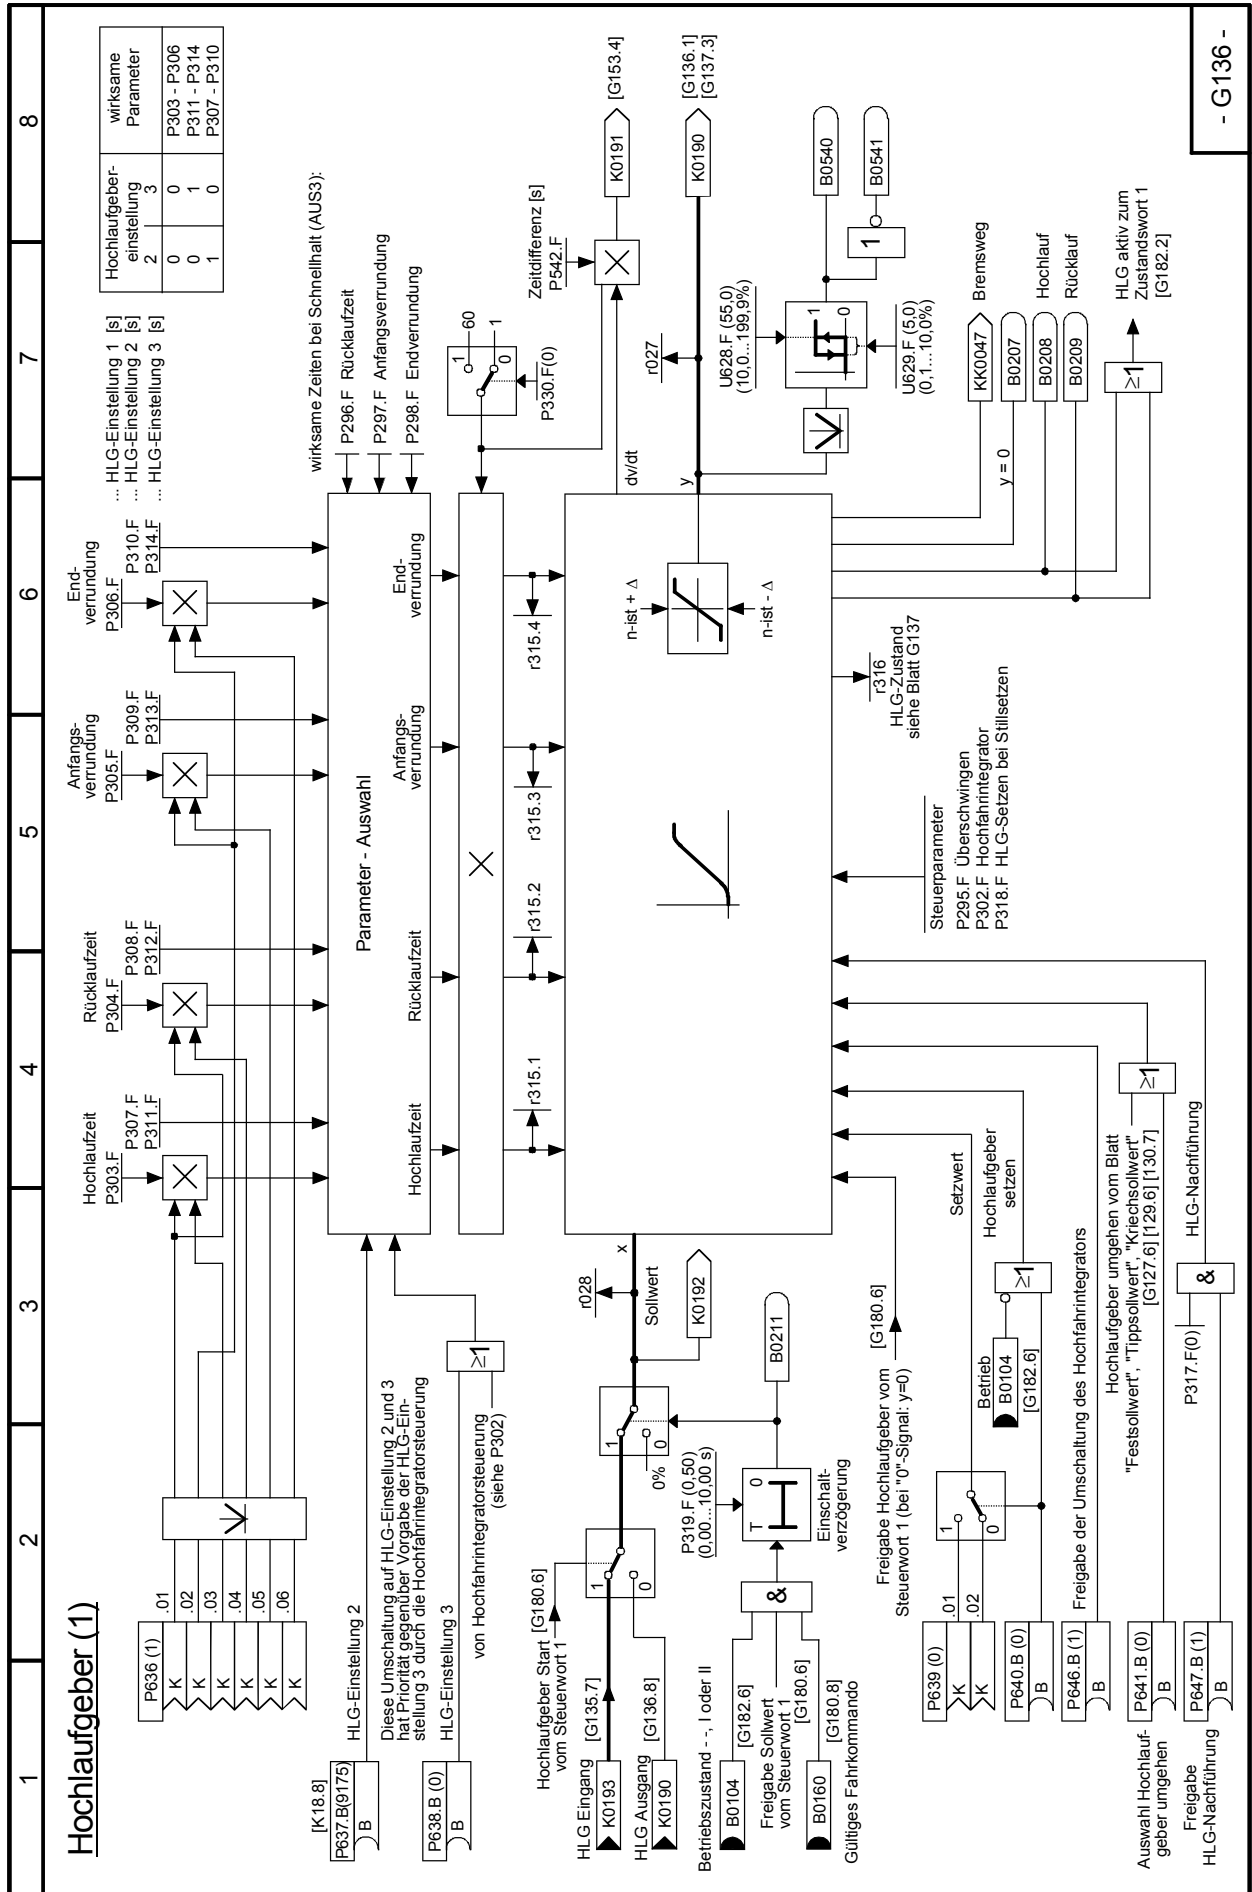 Hochlaufgeber (1)
1
2
3
4
5
6
7
8
- G136 -
P636 (1)
K
.01
K
.02
K
.03
K
.04
K
.05
K
.06
Hochlaufzeit
P303.F
P307.F
P311.F
Rücklaufzeit
P304.F
P308.F
P312.F
Anfangs-
verrundung
P305.F
P309.F
P313.F
End-
verrundung
P306.F
P310.F
P314.F
... HLG-Einstellung 1 [s]
... HLG-Einstellung 2 [s]
... HLG-Einstellung 3 [s]
Hochlaufgeber-
einstellung
wirksame
Parameter
2 3
0 0 P303 - P306
0 1 P311 - P314
1 0 P307 - P310
[K18.8]
P637.B(9175)
B
HLG-Einstellung 2
Diese Umschaltung auf HLG-Einstellung 2 und 3
hat Priorität gegenüber Vorgabe der HLG-Ein-
stellung 3 durch die Hochfahrintegratorsteuerung
P638.B (0)
B
HLG-Einstellung 3
von Hochfahrintegratorsteuerung
(siehe P302)
≥1
Parameter - Auswahl
Hochlaufzeit
Rücklaufzeit
Anfangs-
verrundung
End-
verrundung
wirksame Zeiten bei Schnellhalt (AUS3):
P296.F Rücklaufzeit
P297.F Anfangsverrundung
P298.F Endverrundung
1
60
0
1
P330.F(0)
r315.1
r315.2
r315.3
r315.4
Zeitdifferenz [s]
P542.F
K0191
[G153.4]
dv/dt
Hochlaufgeber Start [G180.6]
vom Steuerwort 1
HLG Eingang [G135.7]
K0193
HLG Ausgang [G136.8]
K0190
1
0
1
0
0%
r028
Sollwert
x
K0192
B0211
P319.F (0,50)
(0,00...10,00 s)
T 0
Einschalt-
verzögerung
Betriebszustand - -, I oder II
B0104
[G182.6]
Freigabe Sollwert
vom Steuerwort 1
[G180.6]
B0160
[G180.8]
Gültiges Fahrkommando
&
n-ist + Δ
n-ist - Δ
y
r027
K0190
[G136.1]
[G137.3]
U628.F (55,0)
(10,0...199,9%)
1
0
U629.F (5,0)
(0,1...10,0%)
B0540
1
B0541
KK0047
Bremsweg
y = 0
B0207
B0208
Hochlauf
B0209
Rücklauf
≥1
HLG aktiv zum
Zustandswort 1
[G182.2]
r316
HLG-Zustand
siehe Blatt G137
Steuerparameter
P295.F Überschwingen
P302.F Hochfahrintegrator
P318.F HLG-Setzen bei Stillsetzen
Freigabe Hochlaufgeber vom [G180.6]
Steuerwort 1 (bei "0"-Signal: y=0)
P639 (0)
K
.01
K
.02
1
0
Setzwert
P640.B (0)
B
Betrieb
B0104
[G182.6]
≥1
Hochlaufgeber
setzen
P646.B (1)
B
Freigabe der Umschaltung des Hochfahrintegrators
Hochlaufgeber umgehen vom Blatt
"Festsollwert", "Tippsollwert", "Kriechsollwert"
[G127.6] [129.6] [130.7]
≥1
P641.B (0)
B
Auswahl Hochlauf-
geber umgehen
P317.F(0)
&
HLG-Nachführung
P647.B (1)
B
Freigabe
HLG-Nachführung